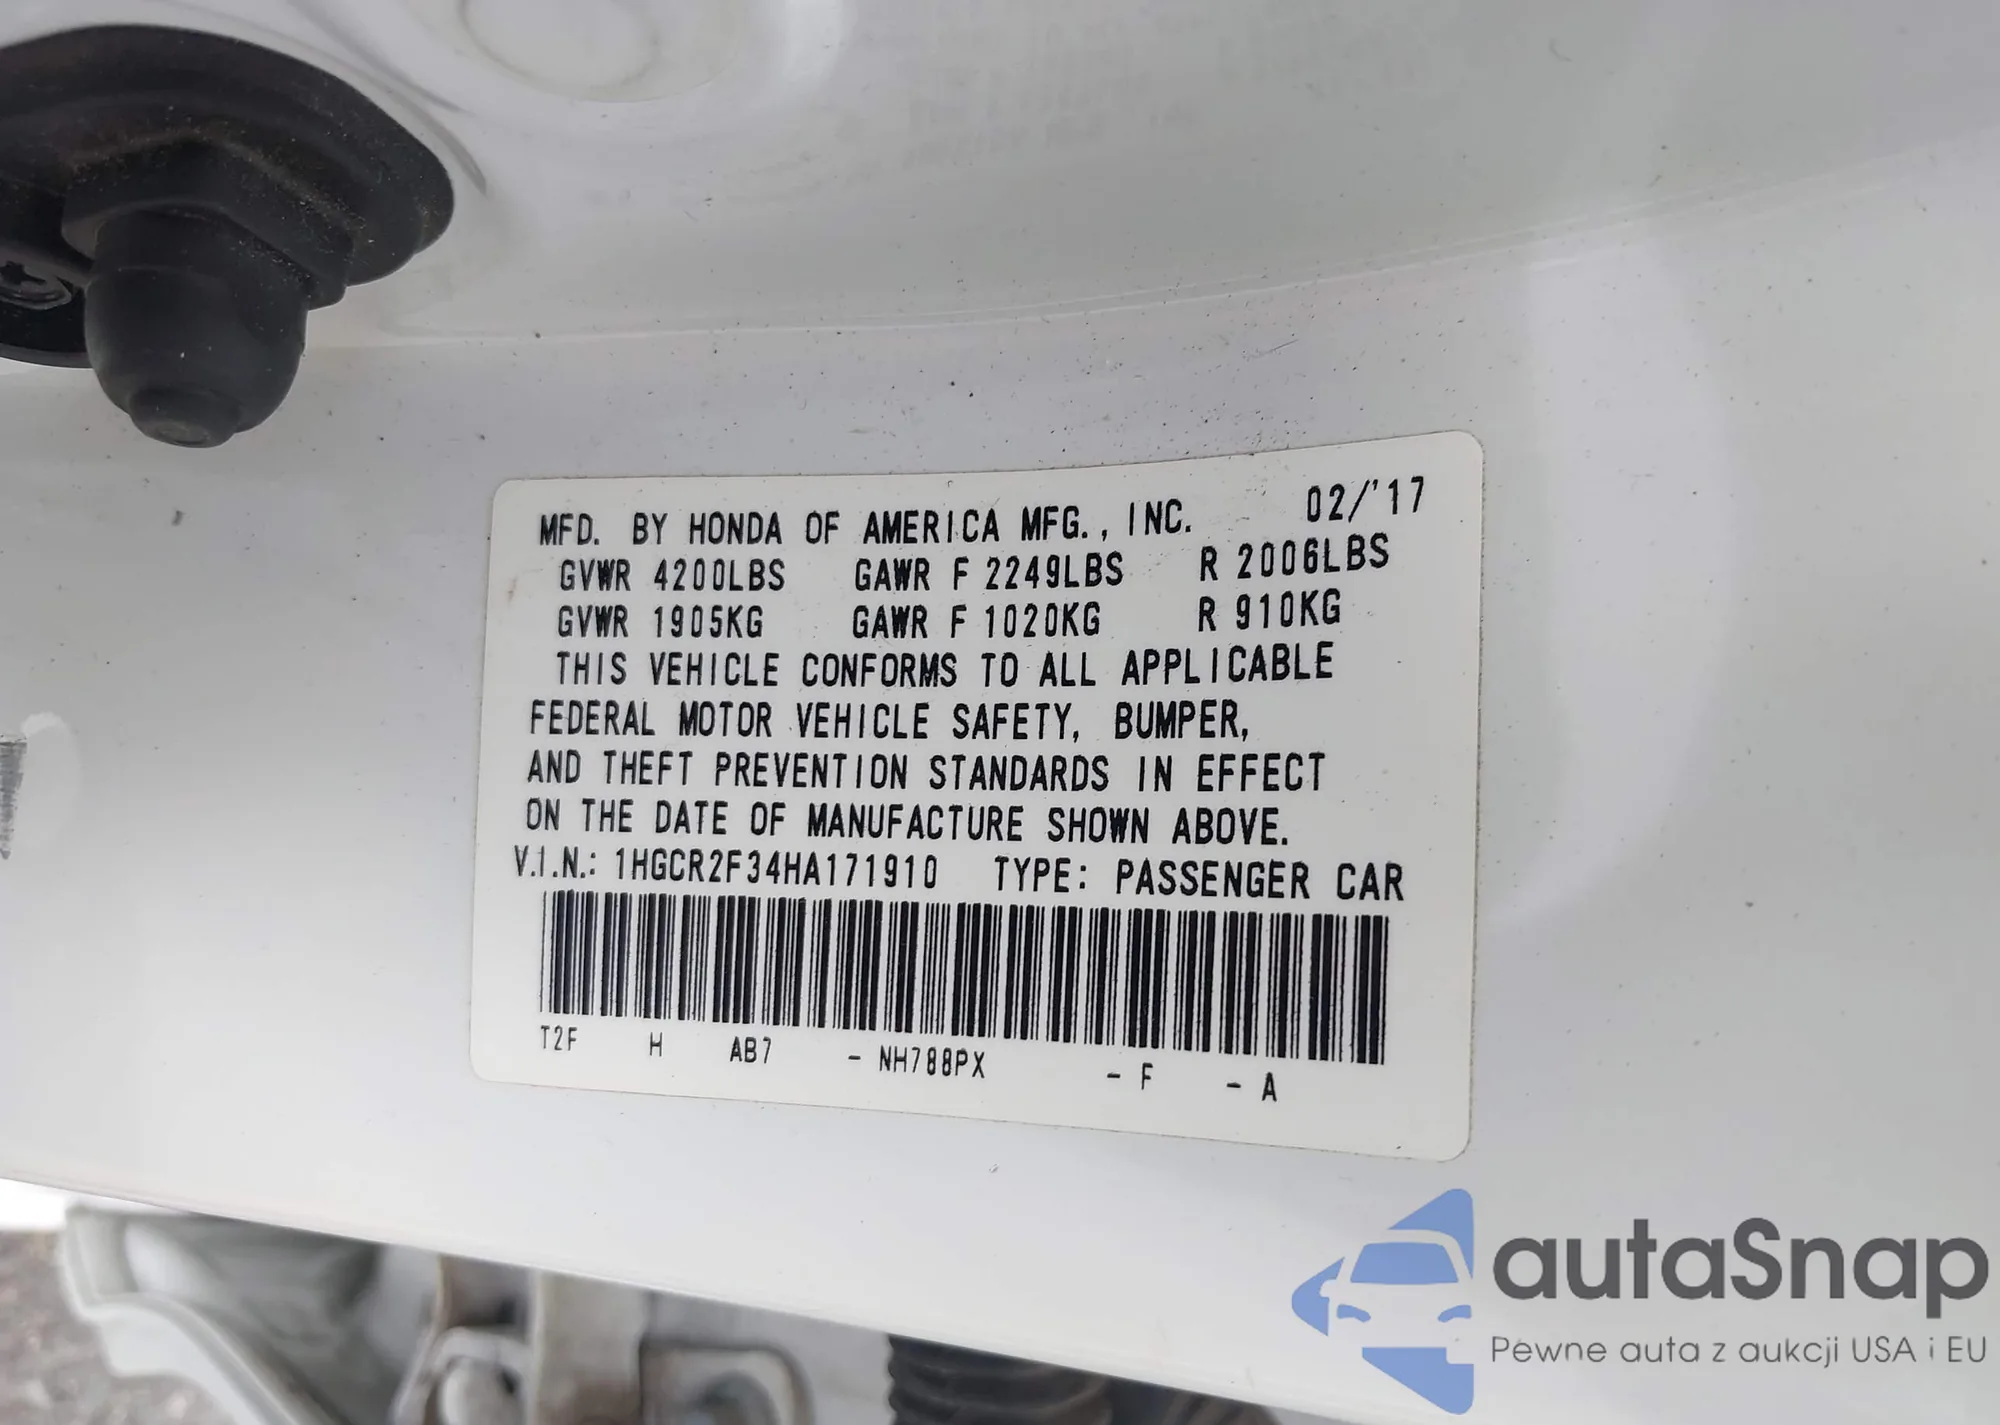 MFD. BY HONDA OF AMERICA MFG., INC. 02/'17
GVWR 4200LBS GAWR F 2249LBS R 2006LBS
GVWR 1905KG GAWR F 1020KG R 910KG
THIS VEHICLE CONFORMS TO ALL APPLICABLE
FEDERAL MOTOR VEHICLE SAFETY, BUMPER,
AND THEFT PREVENTION STANDARDS IN EFFECT
ON THE DATE OF MANUFACTURE SHOWN ABOVE.
V.I.N.: 1HGCR2F34HA171910 TYPE: PASSENGER CAR
T2F H AB7 - NH788PX - F - A
autaSnap
Pewne auta z aukcji USA i EU